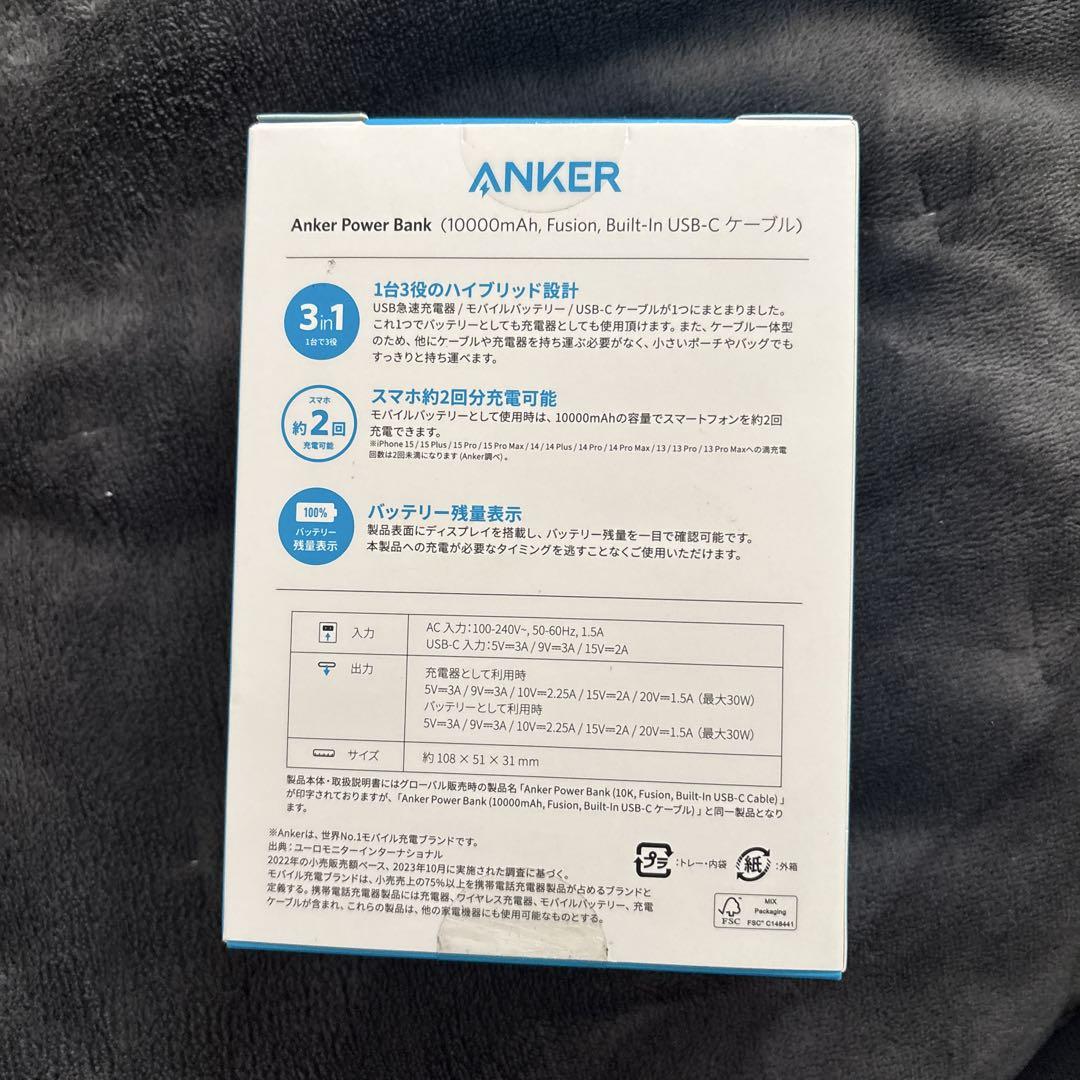 ANKER
Anker Power Bank（10000mAh, Fusion, Built-In USB-C ケーブル）
3in1
1台で3役
1台3役のハイブリッド設計
USB急速充電器 / モバイルバッテリー / USB-C ケーブルが1つにまとまりました。
これ1つでバッテリーとしても充電器としても使用頂けます。また、ケーブル一体型
のため、他にケーブルや充電器を持ち運ぶ必要がなく、小さいポーチやバッグでも
すっきりと持ち運べます。
スマホ
約2回
充電可能
スマホ約2回分充電可能
モバイルバッテリーとして使用時は、10000mAhの容量でスマートフォンを約2回
充電できます。
※iPhone 15 / 15 Plus / 15 Pro / 15 Pro Max / 14 / 14 Plus / 14 Pro / 14 Pro Max / 13 / 13 Pro / 13 Pro Maxへの満充電
回数は2回未満になります (Anker調べ) 。
100%
バッテリー
残量表示
バッテリー残量表示
製品表面にディスプレイを搭載し、バッテリー残量を一目で確認可能です。
本製品への充電が必要なタイミングを逃すことなくご使用いただけます。
入力
AC 入力：100-240V~, 50-60Hz, 1.5A
USB-C 入力：5V⎓3A / 9V⎓3A / 15V⎓2A
出力
充電器として利用時
5V⎓3A / 9V⎓3A / 10V⎓2.25A / 15V⎓2A / 20V⎓1.5A（最大30W）
バッテリーとして利用時
5V⎓3A / 9V⎓3A / 10V⎓2.25A / 15V⎓2A / 20V⎓1.5A（最大30W）
サイズ
約 108 × 51 × 31 mm
製品本体・取扱説明書にはグローバル販売時の製品名「Anker Power Bank (10K, Fusion, Built-In USB-C Cable) 」
が印字されておりますが、「Anker Power Bank (10000mAh, Fusion, Built-In USB-C ケーブル) 」と同一製品となり
ます。
※Ankerは、世界No.1モバイル充電ブランドです。
出典：ユーロモニターインターナショナル
2022年の小売販売額ベース、2023年10月に実施された調査に基づく。
モバイル充電ブランドは、小売売上の75%以上を携帯電話充電器製品が占めるブランドと
定義する。携帯電話充電器製品には充電器、ワイヤレス充電器、モバイルバッテリー、充電
ケーブルが含まれ、これらの製品は、他の家電機器にも使用可能なものとする。
プラ
：トレー・内袋
紙
：外箱
FSC
MIX
Packaging
FSC® C148441